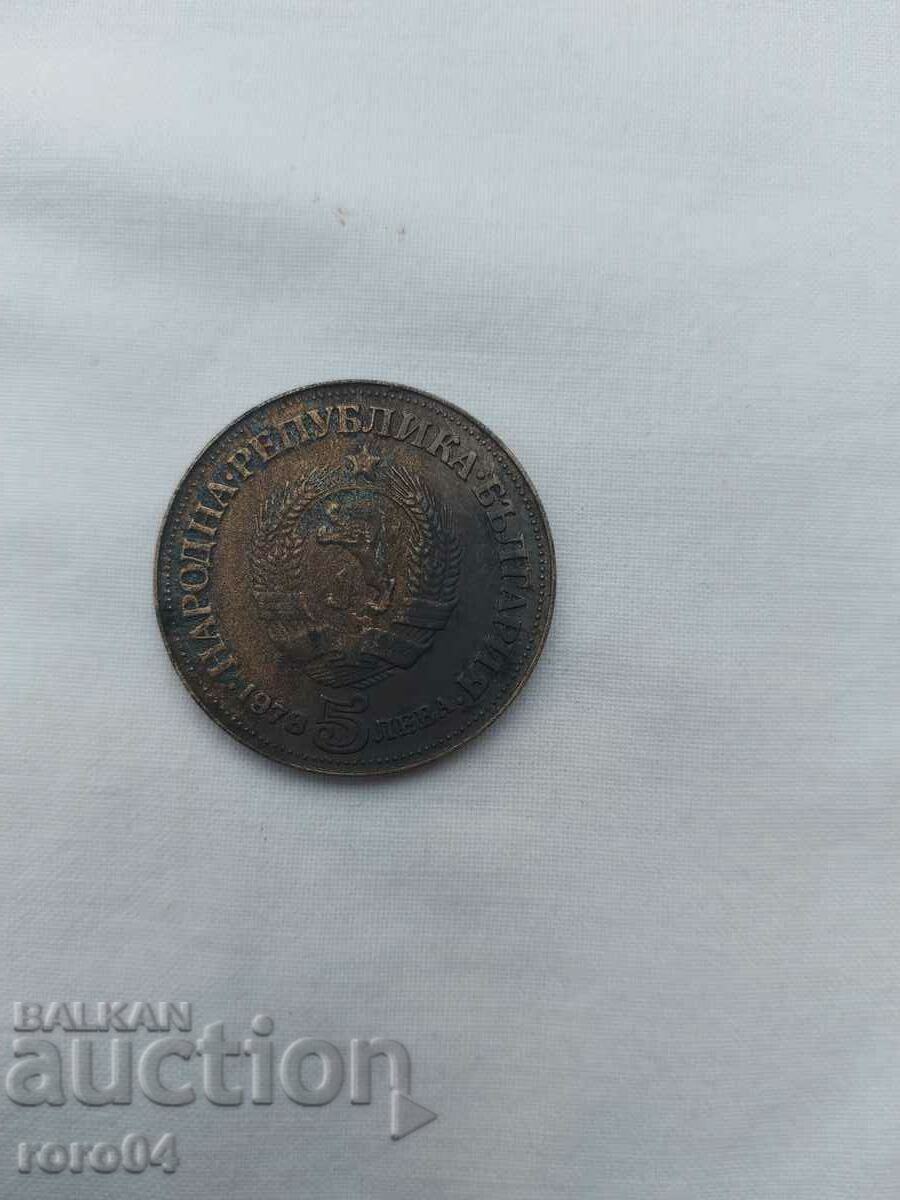 ·НАРОДНА·РЕПУБЛИКА·БЪЛГАРИЯ·
1978 5 ЛЕВА
BALKAN
auction
roro04